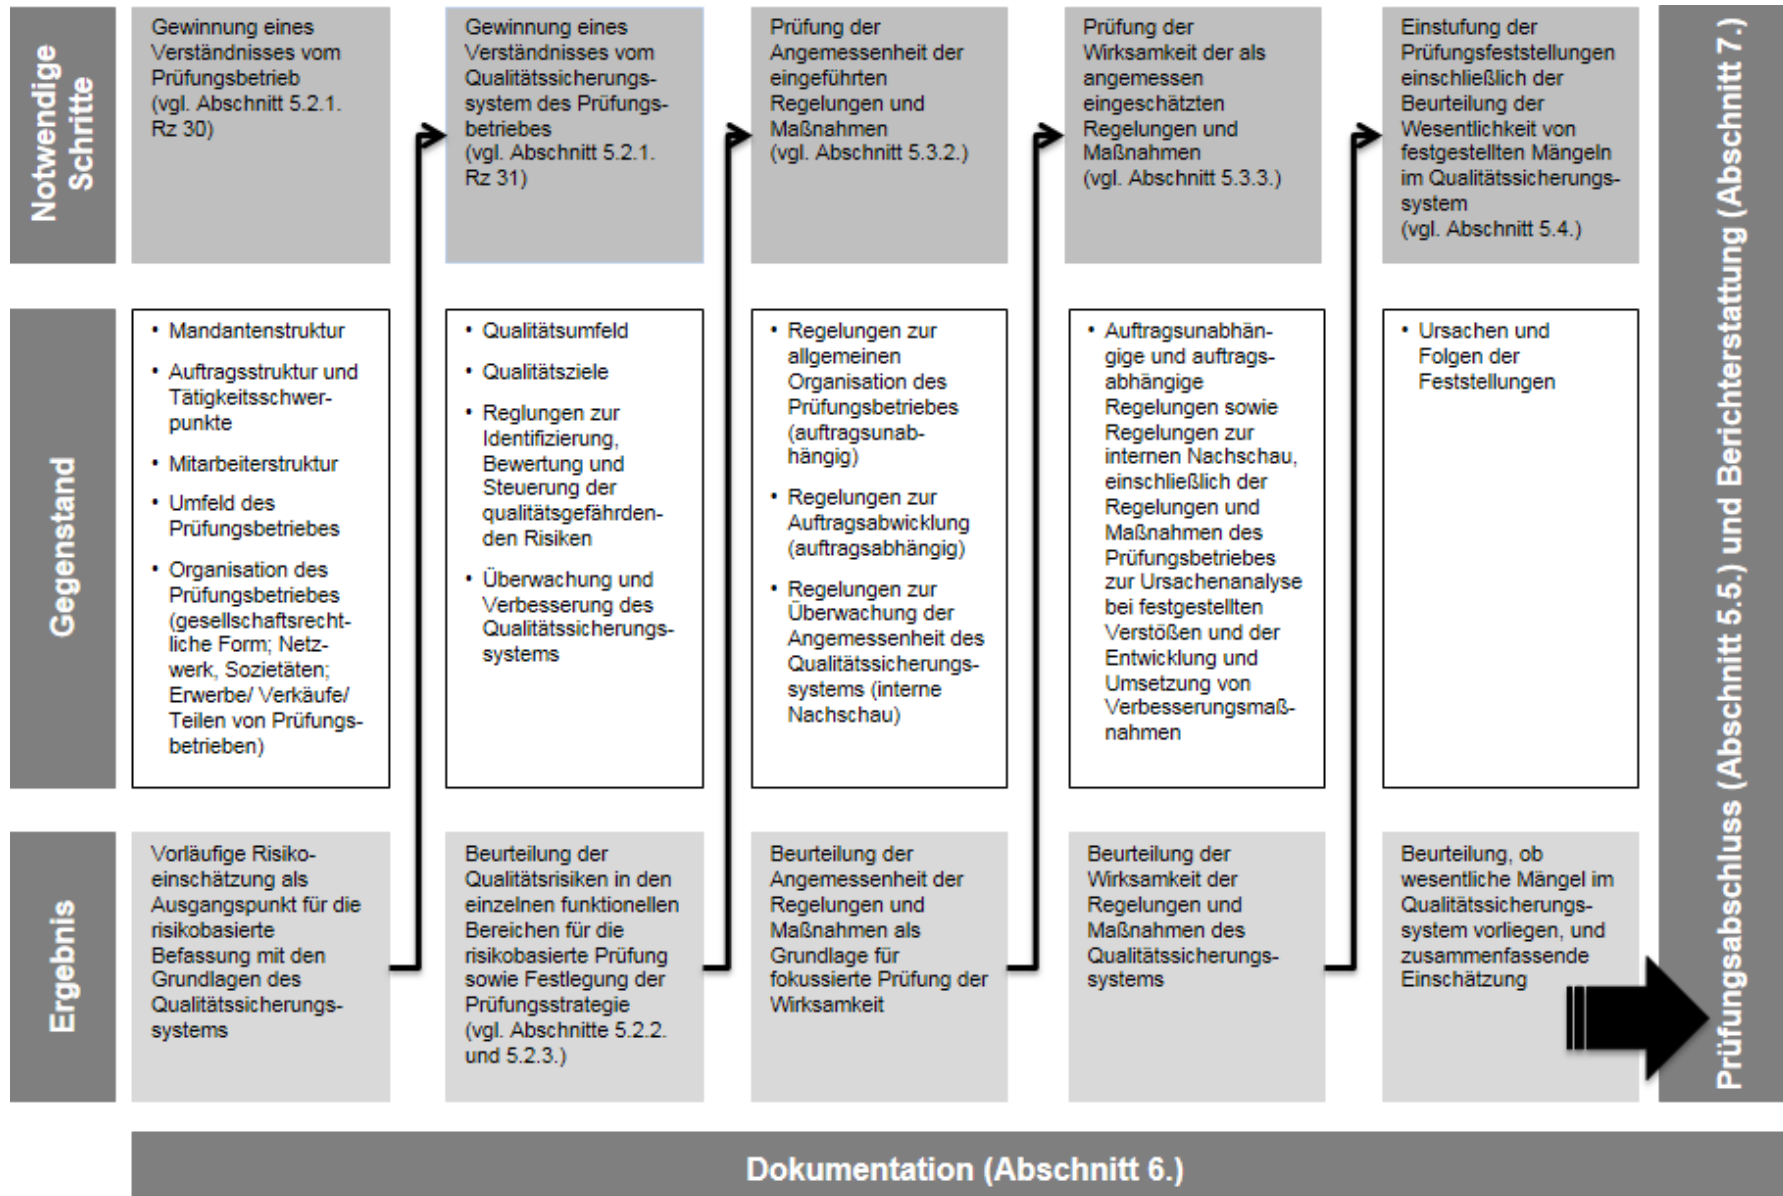 Notwendige
Schritte
Gewinnung eines
Verständnisses vom
Prüfungsbetrieb
(vgl. Abschnitt 5.2.1.
Rz 30)
Gewinnung eines
Verständnisses vom
Qualitätssicherungs-
system des Prüfungs-
betriebes
(vgl. Abschnitt 5.2.1.
Rz 31)
Prüfung der
Angemessenheit der
eingeführten
Regelungen und
Maßnahmen
(vgl. Abschnitt 5.3.2.)
Prüfung der
Wirksamkeit der als
angemessen
eingeschätzten
Regelungen und
Maßnahmen
(vgl. Abschnitt 5.3.3.)
Einstufung der
Prüfungsfeststellungen
einschließlich der
Beurteilung der
Wesentlichkeit von
festgestellten Mängeln
im Qualitätssicherungs-
system
(vgl. Abschnitt 5.4.)
Gegenstand
• Mandantenstruktur
• Auftragsstruktur und
Tätigkeitsschwer-
punkte
• Mitarbeiterstruktur
• Umfeld des
Prüfungsbetriebes
• Organisation des
Prüfungsbetriebes
(gesellschaftsrecht-
liche Form; Netz-
werk, Sozietäten;
Erwerbe/ Verkäufe/
Teilen von Prüfungs-
betrieben)
• Qualitätsumfeld
• Qualitätsziele
• Reglungen zur
Identifizierung,
Bewertung und
Steuerung der
qualitätsgefährden-
den Risiken
• Überwachung und
Verbesserung des
Qualitätssicherungs-
systems
• Regelungen zur
allgemeinen
Organisation des
Prüfungsbetriebes
(auftragsunab-
hängig)
• Regelungen zur
Auftragsabwicklung
(auftragsabhängig)
• Regelungen zur
Überwachung der
Angemessenheit des
Qualitätssicherungs-
systems (interne
Nachschau)
• Auftragsunabhän-
gige und auftrags-
abhängige
Regelungen sowie
Regelungen zur
internen Nachschau,
einschließlich der
Regelungen und
Maßnahmen des
Prüfungsbetriebes
zur Ursachenanalyse
bei festgestellten
Verstößen und der
Entwicklung und
Umsetzung von
Verbesserungsmaß-
nahmen
• Ursachen und
Folgen der
Feststellungen
Ergebnis
Vorläufige Risiko-
einschätzung als
Ausgangspunkt für die
risikobasierte
Befassung mit den
Grundlagen des
Qualitätssicherungs-
systems
Beurteilung der
Qualitätsrisiken in den
einzelnen funktionellen
Bereichen für die
risikobasierte Prüfung
sowie Festlegung der
Prüfungsstrategie
(vgl. Abschnitte 5.2.2.
und 5.2.3.)
Beurteilung der
Angemessenheit der
Regelungen und
Maßnahmen als
Grundlage für
fokussierte Prüfung der
Wirksamkeit
Beurteilung der
Wirksamkeit der
Regelungen und
Maßnahmen des
Qualitätssicherungs-
systems
Beurteilung, ob
wesentliche Mängel im
Qualitätssicherungs-
system vorliegen, und
zusammenfassende
Einschätzung
Prüfungsabschluss (Abschnitt 5.5.) und Berichterstattung (Abschnitt 7.)
Dokumentation (Abschnitt 6.)